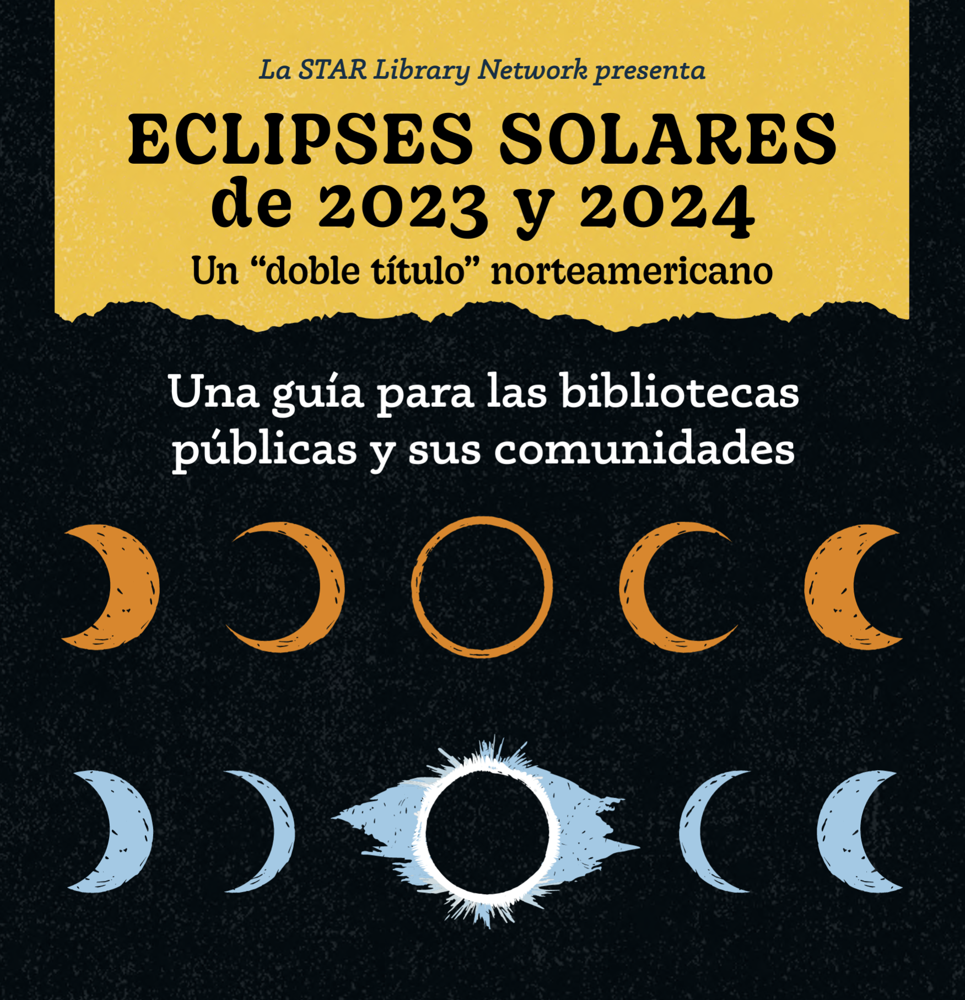 La STAR Library Network presenta
ECLIPSES SOLARES
de 2023 y 2024
Un “doble título” norteamericano
Una guía para las bibliotecas
públicas y sus comunidades